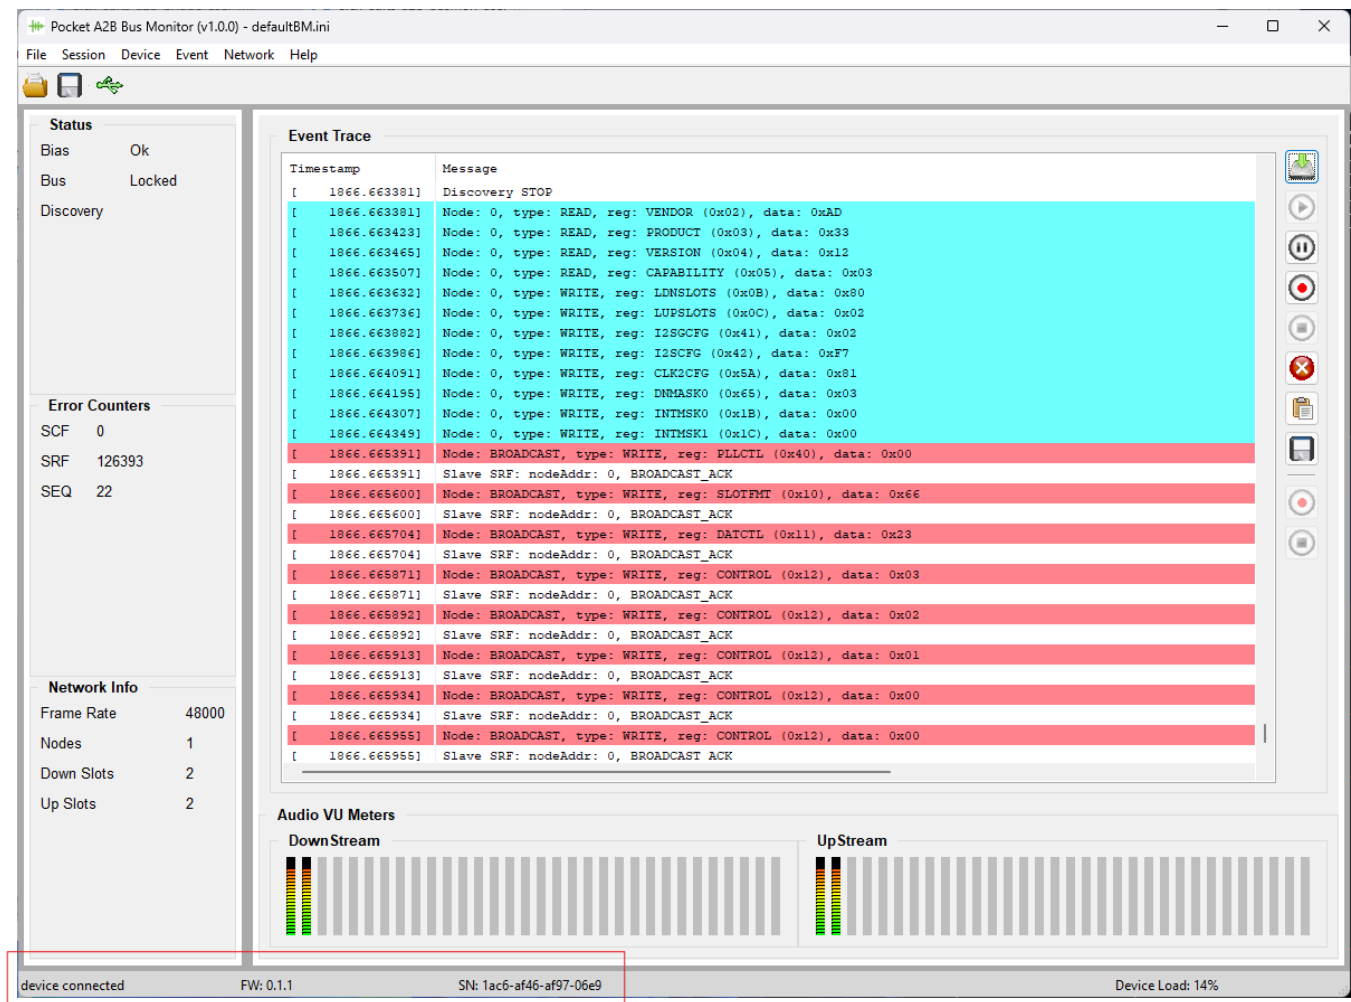 Pocket A2B Bus Monitor (v1.0.0) - defaultBM.ini
File Session Device Event Network Help
Status
Bias Ok
Bus Locked
Discovery
Error Counters
SCF 0
SRF 126393
SEQ 22
Network Info
Frame Rate 48000
Nodes 1
Down Slots 2
Up Slots 2
Event Trace
Timestamp Message
[ 1866.663381] Discovery STOP
[ 1866.663381] Node: 0, type: READ, reg: VENDOR (0x02), data: 0xAD
[ 1866.663423] Node: 0, type: READ, reg: PRODUCT (0x03), data: 0x33
[ 1866.663465] Node: 0, type: READ, reg: VERSION (0x04), data: 0x12
[ 1866.663507] Node: 0, type: READ, reg: CAPABILITY (0x05), data: 0x03
[ 1866.663632] Node: 0, type: WRITE, reg: LDNSLOTS (0x0B), data: 0x80
[ 1866.663736] Node: 0, type: WRITE, reg: LUPSLOTS (0x0C), data: 0x02
[ 1866.663882] Node: 0, type: WRITE, reg: I2SGCFG (0x41), data: 0x02
[ 1866.663986] Node: 0, type: WRITE, reg: I2SCFG (0x42), data: 0xF7
[ 1866.664091] Node: 0, type: WRITE, reg: CLK2CFG (0x5A), data: 0x81
[ 1866.664195] Node: 0, type: WRITE, reg: DNMASK0 (0x65), data: 0x03
[ 1866.664307] Node: 0, type: WRITE, reg: INTMSK0 (0x1B), data: 0x00
[ 1866.664349] Node: 0, type: WRITE, reg: INTMSK1 (0x1C), data: 0x00
[ 1866.665391] Node: BROADCAST, type: WRITE, reg: PLLCTL (0x40), data: 0x00
[ 1866.665391] Slave SRF: nodeAddr: 0, BROADCAST_ACK
[ 1866.665600] Node: BROADCAST, type: WRITE, reg: SLOTFMT (0x10), data: 0x66
[ 1866.665600] Slave SRF: nodeAddr: 0, BROADCAST_ACK
[ 1866.665704] Node: BROADCAST, type: WRITE, reg: DATCTL (0x11), data: 0x23
[ 1866.665704] Slave SRF: nodeAddr: 0, BROADCAST_ACK
[ 1866.665871] Node: BROADCAST, type: WRITE, reg: CONTROL (0x12), data: 0x03
[ 1866.665871] Slave SRF: nodeAddr: 0, BROADCAST_ACK
[ 1866.665892] Node: BROADCAST, type: WRITE, reg: CONTROL (0x12), data: 0x02
[ 1866.665892] Slave SRF: nodeAddr: 0, BROADCAST_ACK
[ 1866.665913] Node: BROADCAST, type: WRITE, reg: CONTROL (0x12), data: 0x01
[ 1866.665913] Slave SRF: nodeAddr: 0, BROADCAST_ACK
[ 1866.665934] Node: BROADCAST, type: WRITE, reg: CONTROL (0x12), data: 0x00
[ 1866.665934] Slave SRF: nodeAddr: 0, BROADCAST_ACK
[ 1866.665955] Node: BROADCAST, type: WRITE, reg: CONTROL (0x12), data: 0x00
[ 1866.665955] Slave SRF: nodeAddr: 0, BROADCAST ACK
Audio VU Meters
DownStream
UpStream
device connected FW: 0.1.1 SN: 1ac6-af46-af97-06e9 Device Load: 14%